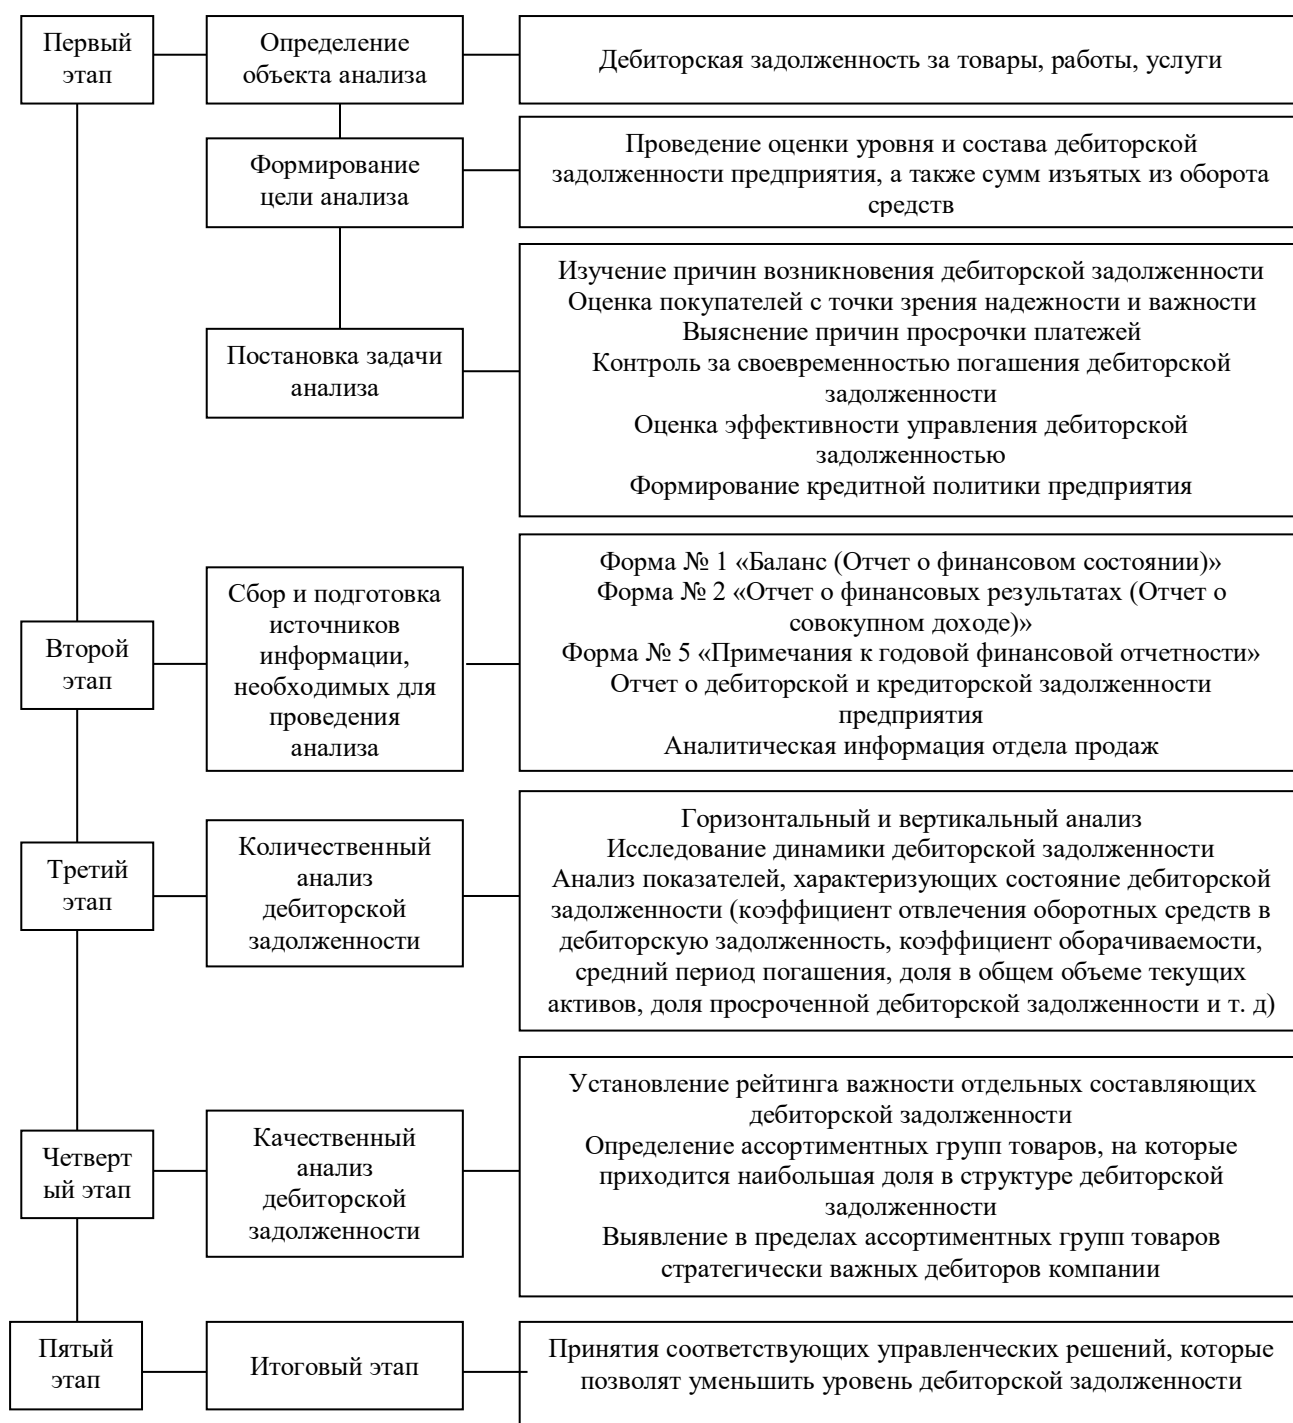 Первый
этап
Определение
объекта анализа
Дебиторская задолженность за товары, работы, услуги
Формирование
цели анализа
Проведение оценки уровня и состава дебиторской
задолженности предприятия, а также сумм изъятых из оборота
средств
Постановка задачи
анализа
Изучение причин возникновения дебиторской задолженности
Оценка покупателей с точки зрения надежности и важности
Выяснение причин просрочки платежей
Контроль за своевременностью погашения дебиторской
задолженности
Оценка эффективности управления дебиторской
задолженностью
Формирование кредитной политики предприятия
Второй
этап
Сбор и подготовка
источников
информации,
необходимых для
проведения
анализа
Форма № 1 «Баланс (Отчет о финансовом состоянии)»
Форма № 2 «Отчет о финансовых результатах (Отчет о
совокупном доходе)»
Форма № 5 «Примечания к годовой финансовой отчетности»
Отчет о дебиторской и кредиторской задолженности
предприятия
Аналитическая информация отдела продаж
Третий
этап
Количественный
анализ
дебиторской
задолженности
Горизонтальный и вертикальный анализ
Исследование динамики дебиторской задолженности
Анализ показателей, характеризующих состояние дебиторской
задолженности (коэффициент отвлечения оборотных средств в
дебиторскую задолженность, коэффициент оборачиваемости,
средний период погашения, доля в общем объеме текущих
активов, доля просроченной дебиторской задолженности и т. д)
Четверт
ый этап
Качественный
анализ
дебиторской
задолженности
Установление рейтинга важности отдельных составляющих
дебиторской задолженности
Определение ассортиментных групп товаров, на которые
приходится наибольшая доля в структуре дебиторской
задолженности
Выявление в пределах ассортиментных групп товаров
стратегически важных дебиторов компании
Пятый
этап
Итоговый этап
Принятия соответствующих управленческих решений, которые
позволят уменьшить уровень дебиторской задолженности